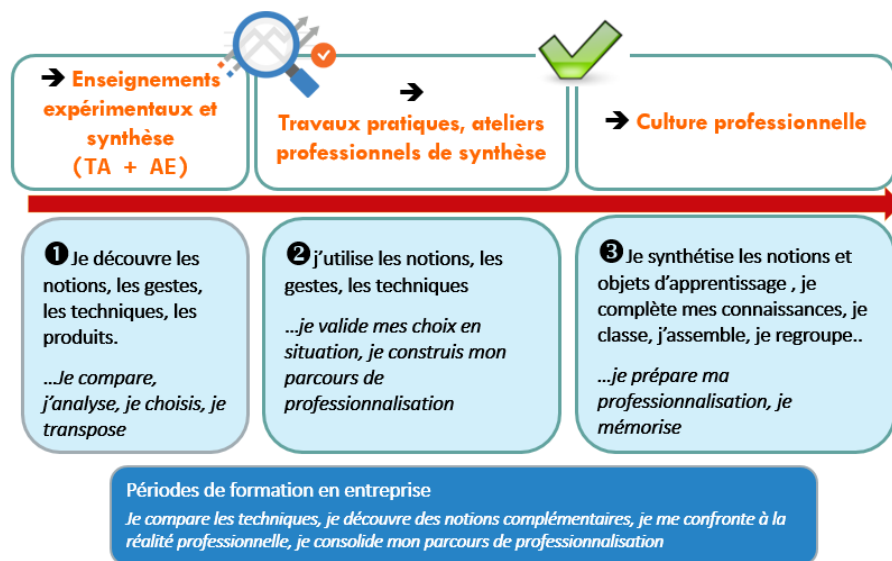 ➔ Enseignements
expérimentaux et
synthèse
(TA + AE)
➔
Travaux pratiques, ateliers
professionnels de synthèse
➔ Culture professionnelle
❶ Je découvre les
notions, les gestes,
les techniques, les
produits.
...Je compare,
j'analyse, je choisis, je
transpose
❷ j'utilise les notions, les
gestes, les techniques
...je valide mes choix en
situation, je construis mon
parcours de
professionnalisation
❸ Je synthétise les notions et
objets d'apprentissage , je
complète mes connaissances, je
classe, j'assemble, je regroupe..
...je prépare ma
professionnalisation, je
mémorise
Périodes de formation en entreprise
Je compare les techniques, je découvre des notions complémentaires, je me confronte à la
réalité professionnelle, je consolide mon parcours de professionnalisation